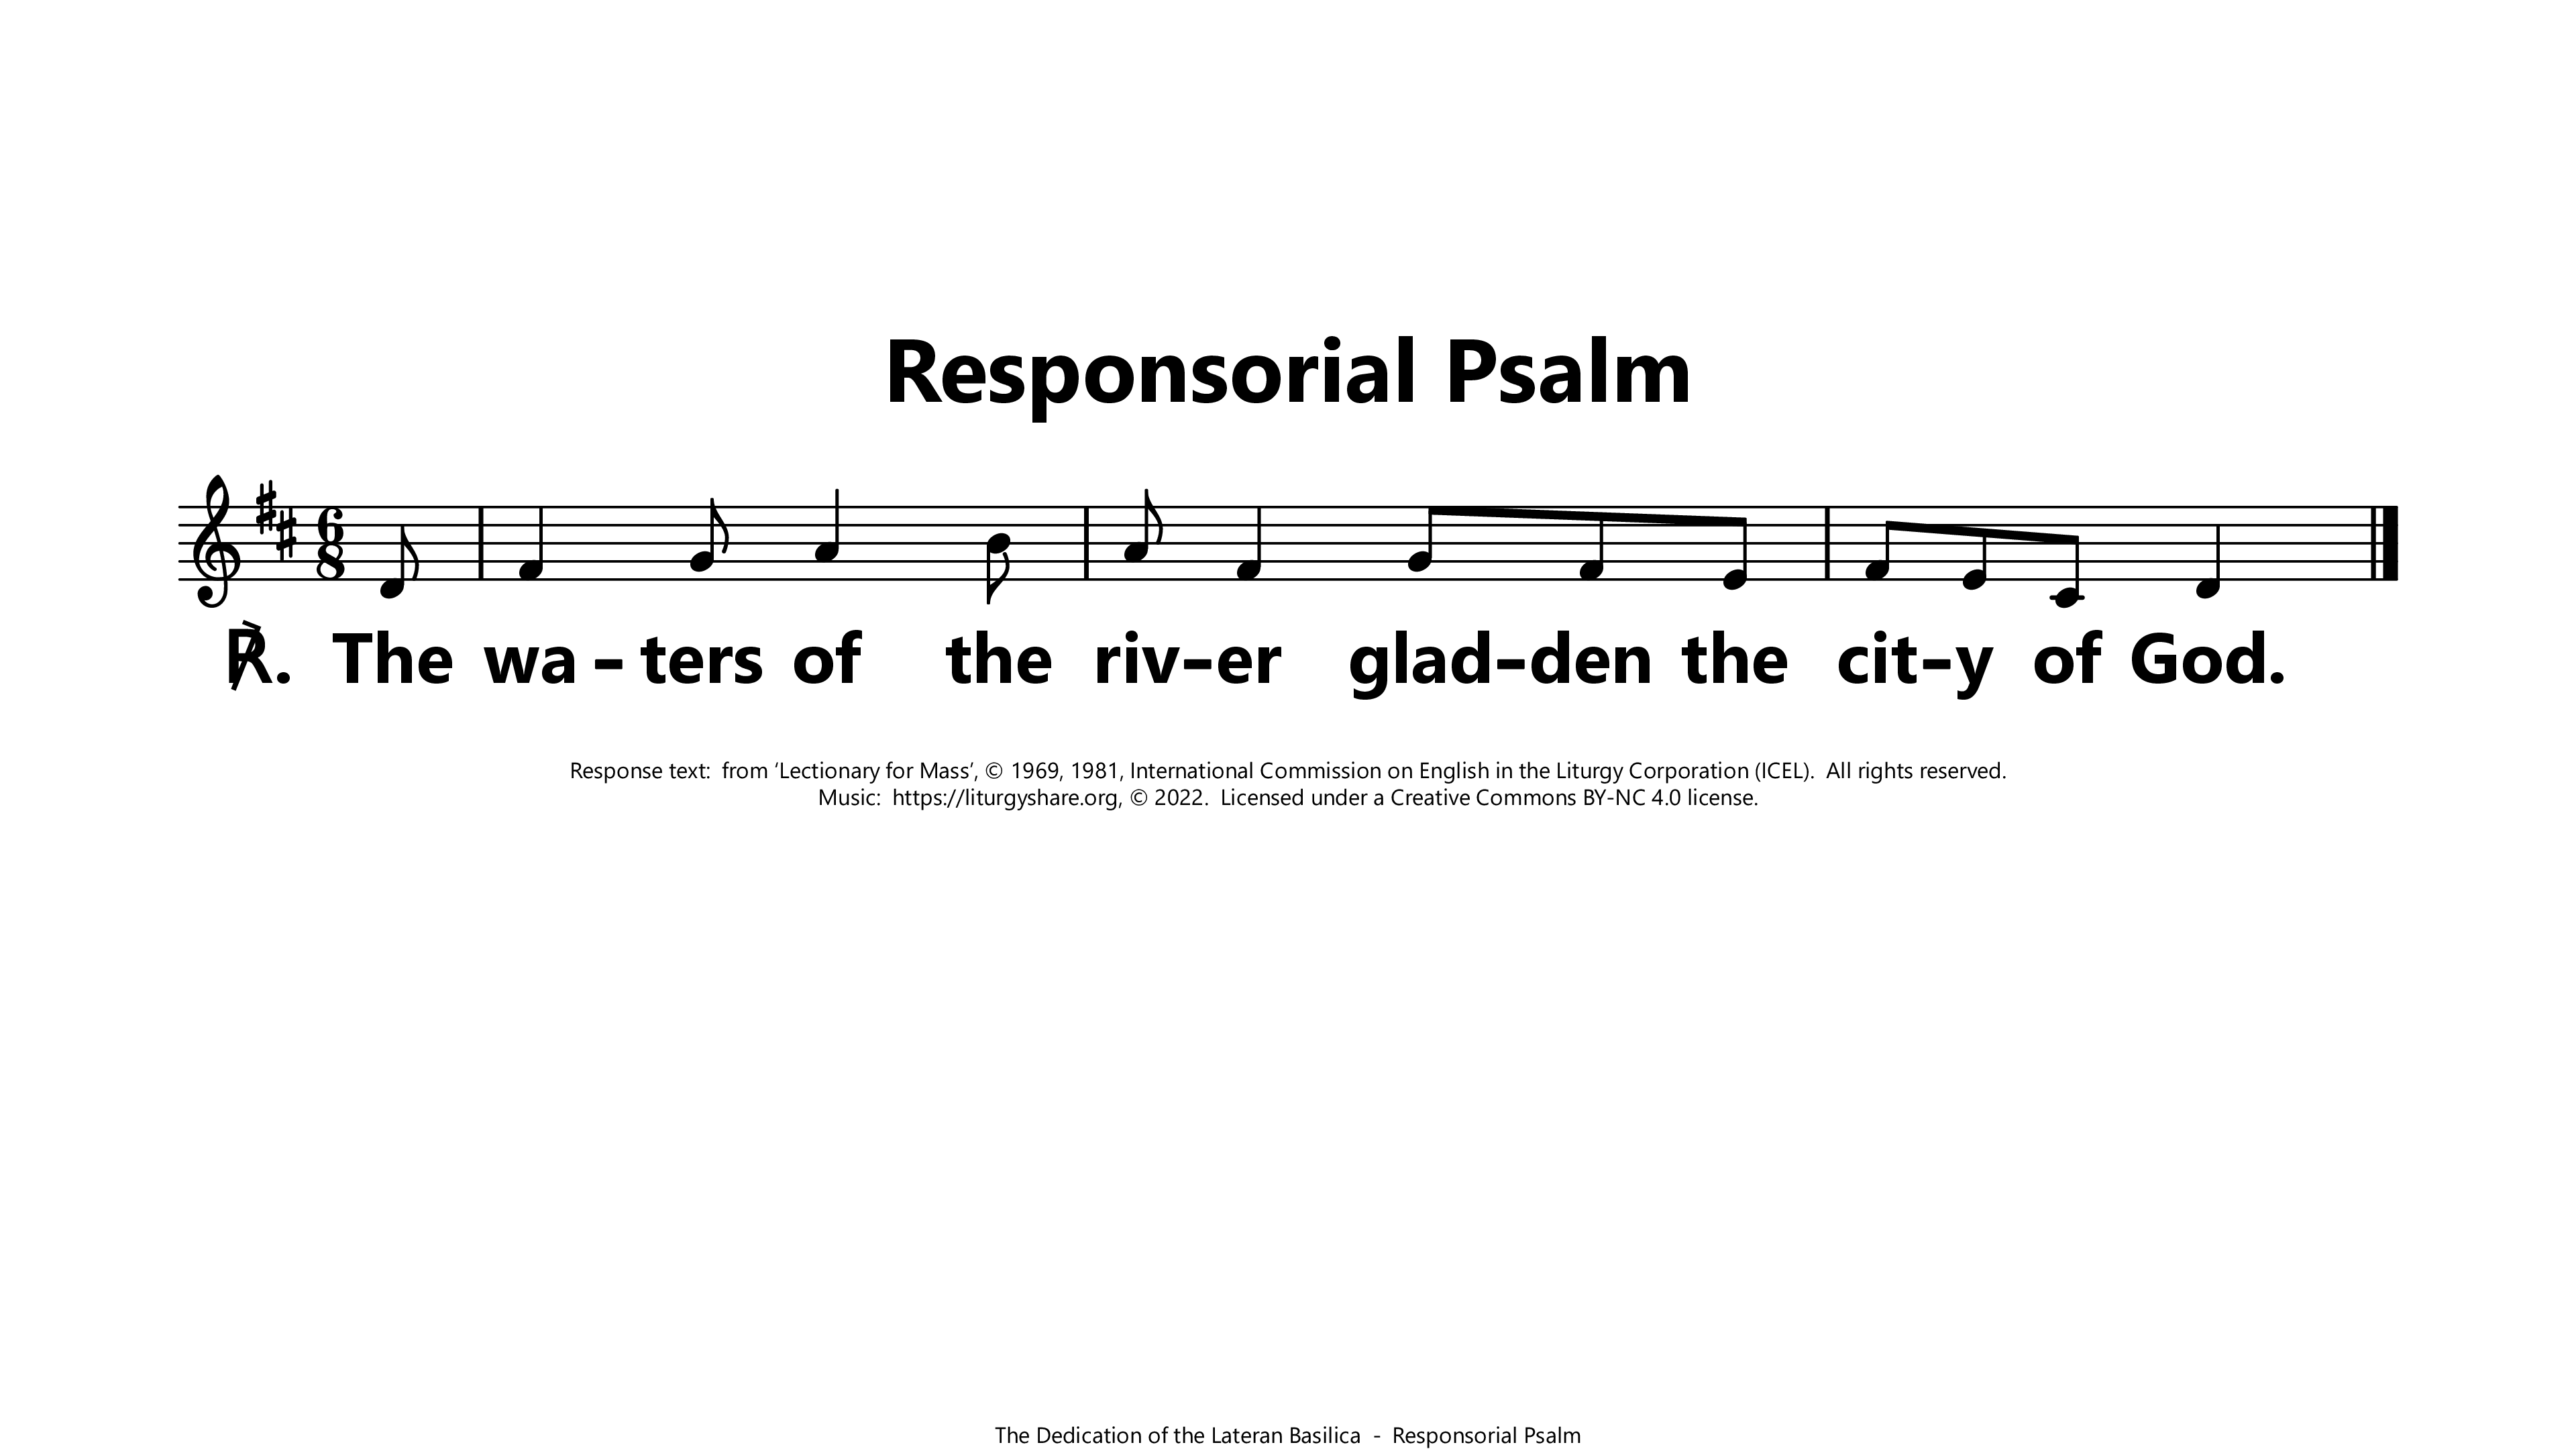 Responsorial Psalm
6
8
℟. The wa - ters of the riv-er glad-den the cit-y of God.
Response text: from ‘Lectionary for Mass’, © 1969, 1981, International Commission on English in the Liturgy Corporation (ICEL). All rights reserved.
Music: https://liturgyshare.org, © 2022. Licensed under a Creative Commons BY-NC 4.0 license.
The Dedication of the Lateran Basilica - Responsorial Psalm